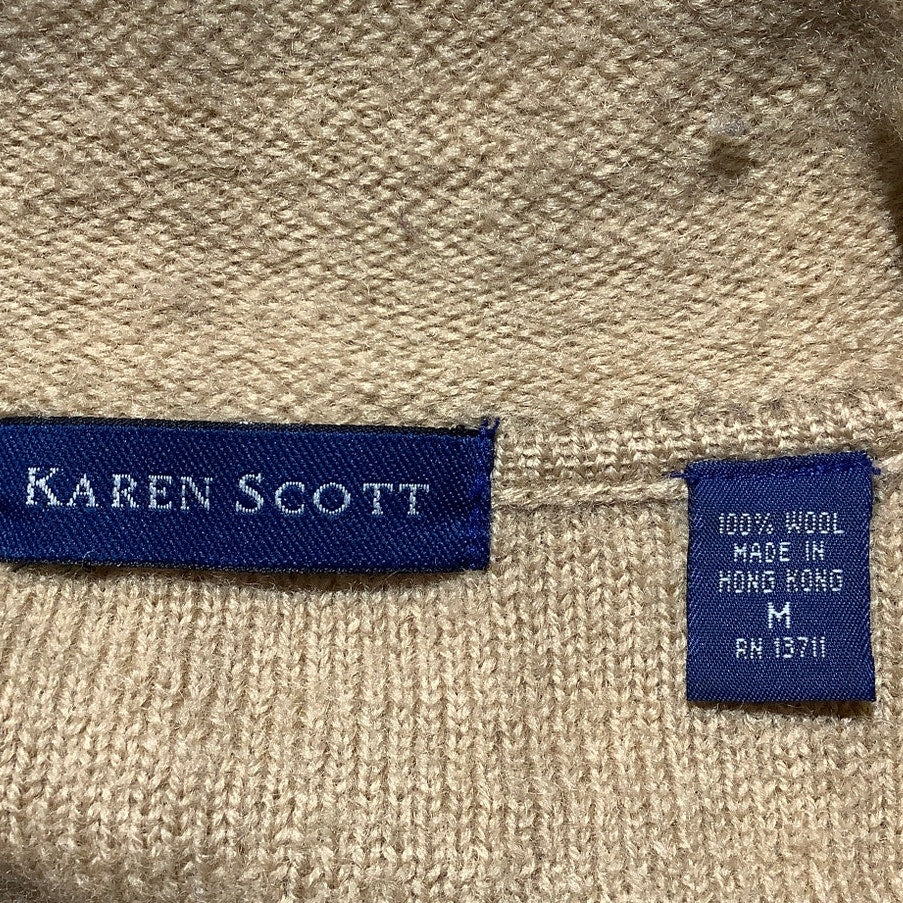 KAREN SCOTT
100% WOOL
MADE IN
HONG KONG
M
RN 13711